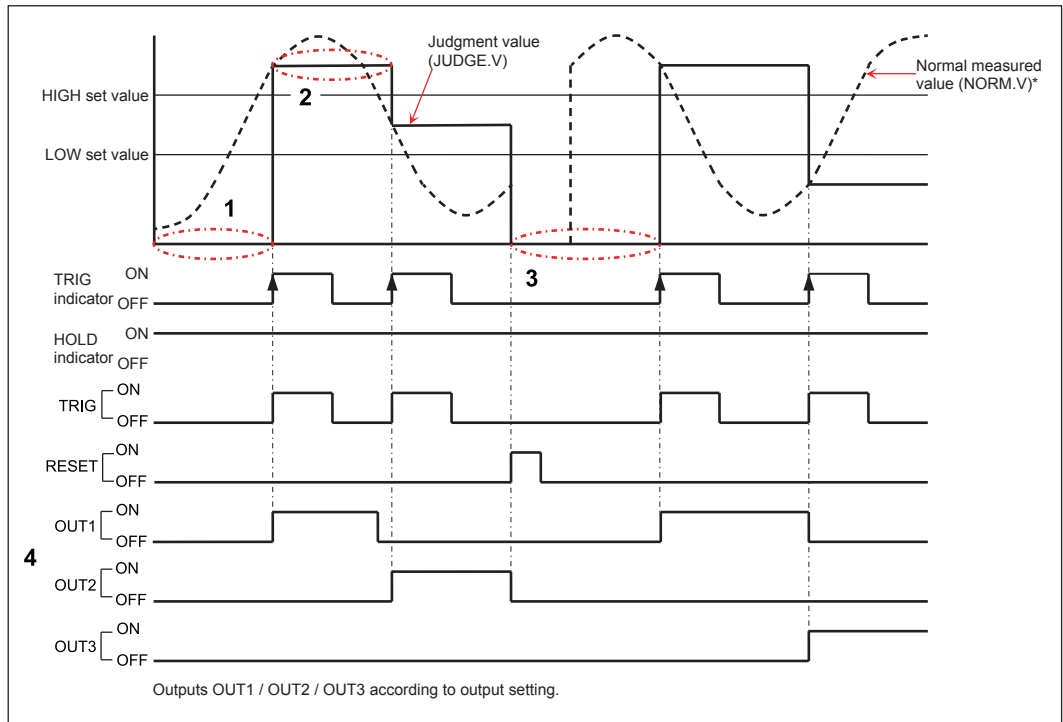 Judgment value
(JUDGE.V)
Normal measured
value (NORM.V)*
HIGH set value
2
LOW set value
1
3
TRIG
indicator
ON
OFF
HOLD
indicator
ON
OFF
TRIG
ON
OFF
RESET
ON
OFF
OUT1
ON
OFF
4
OUT2
ON
OFF
OUT3
ON
OFF
Outputs OUT1 / OUT2 / OUT3 according to output setting.